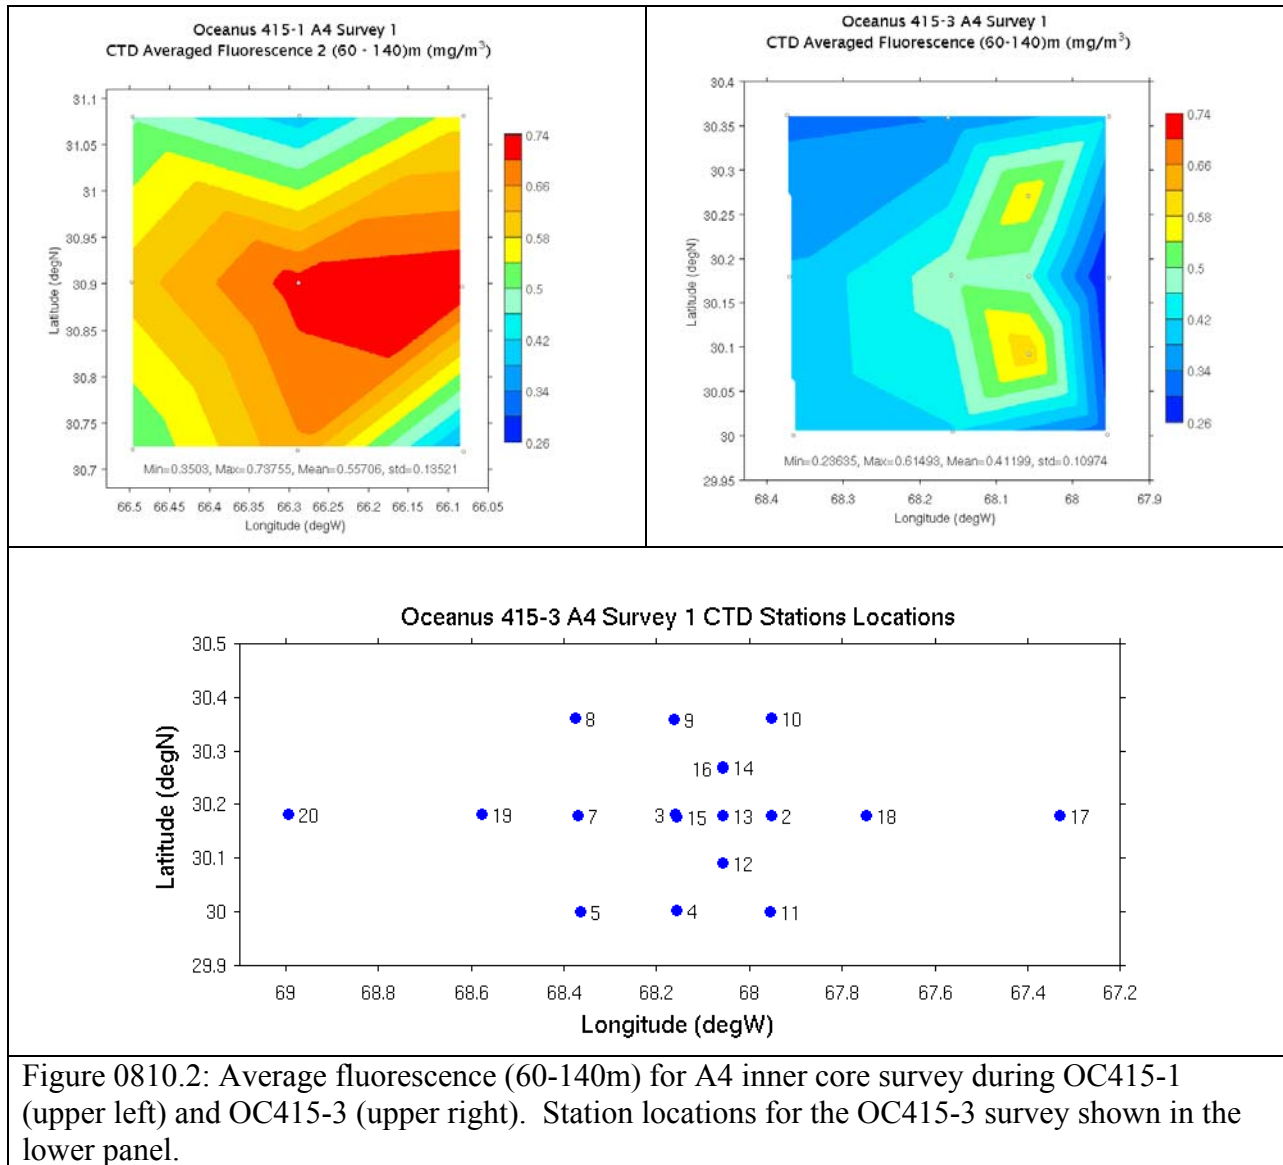 Oceanus 415-1 A4 Survey 1
CTD Averaged Fluorescence 2 (60 - 140)m (mg/m³)
31.1
31.05
31
30.95
30.9
30.85
30.8
30.75
30.7
Latitude (degN)
66.5 66.45 66.4 66.35 66.3 66.25 66.2 66.15 66.1 66.05
Longitude (degW)
Min=0.3503, Max=0.73755, Mean=0.55706, std=0.13521
0.74
0.66
0.58
0.5
0.42
0.34
0.26
Oceanus 415-3 A4 Survey 1
CTD Averaged Fluorescence (60-140)m (mg/m³)
30.4
30.35
30.3
30.25
30.2
30.15
30.1
30.05
30
29.95
Latitude (degN)
68.4 68.3 68.2 68.1 68 67.9
Longitude (degW)
Min=0.23635, Max=0.61493, Mean=0.41199, std=0.10974
0.74
0.66
0.58
0.5
0.42
0.34
0.26
Oceanus 415-3 A4 Survey 1 CTD Stations Locations
30.5
30.4
30.3
30.2
30.1
30
29.9
Latitude (degN)
8 9 10
16 14
20 19 7 3 15 13 2 18 17
12
5 4 11
69 68.8 68.6 68.4 68.2 68 67.8 67.6 67.4 67.2
Longitude (degW)
Figure 0810.2: Average fluorescence (60-140m) for A4 inner core survey during OC415-1
(upper left) and OC415-3 (upper right). Station locations for the OC415-3 survey shown in the
lower panel.